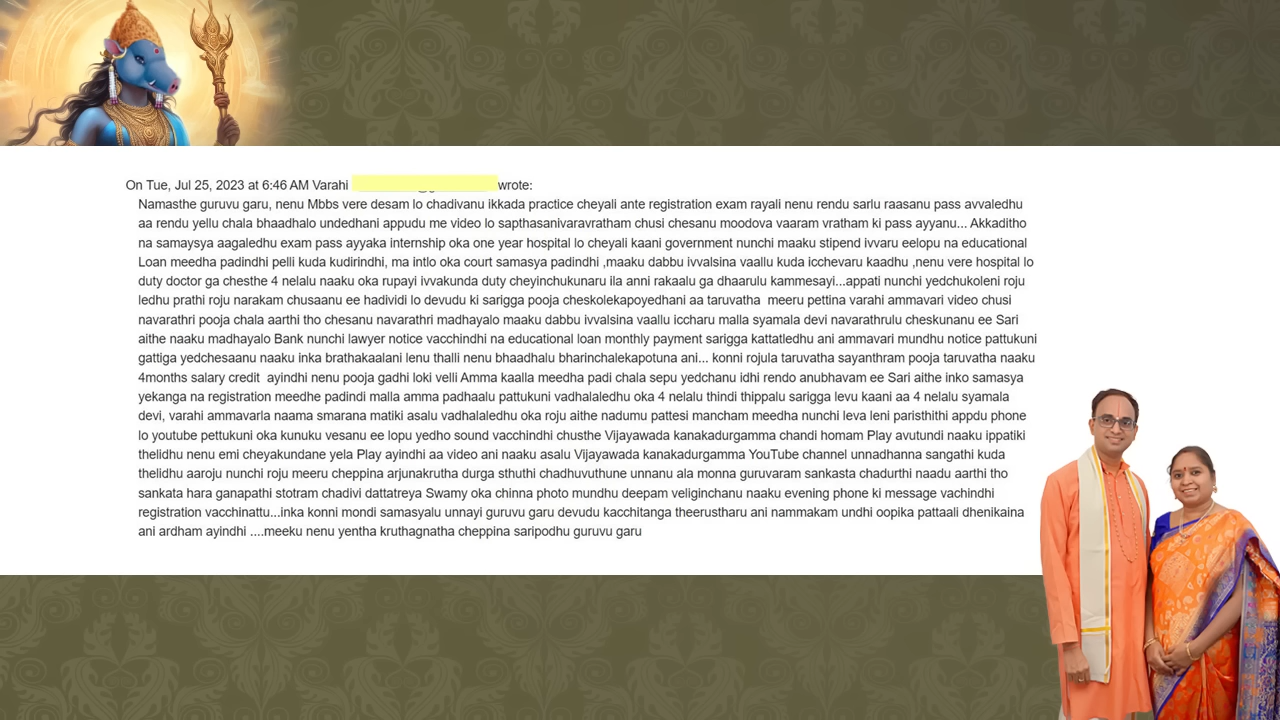 On Tue, Jul 25, 2023 at 6:46 AM Varahi wrote:
Namasthe guruvu garu, nenu Mbbs vere desam lo chadivanu ikkada practice cheyali ante registration exam rayali nenu rendu sarlu raasanu pass avvaledhu
aa rendu yellu chala bhaadhalo undedhani appudu me video lo sapthasanivaravratham chusi chesanu moodova vaaram vratham ki pass ayyanu... Akkaditho
na samaysya aagaledhu exam pass ayyaka internship oka one year hospital lo cheyali kaani government nunchi maaku stipend ivvaru eelopu na educational
Loan meedha padindhi pelli kuda kudirindhi, ma intlo oka court samasya padindhi ,maaku dabbu ivvalsina vaallu kuda icchevaru kaadhu ,nenu vere hospital lo
duty doctor ga chesthe 4 nelalu naaku oka rupayi ivvakunda duty cheyinchukunaru ila anni rakaalu ga dhaarulu kammesayi...appati nunchi yedchukoleni roju
ledhu prathi roju narakam chusaanu ee hadividi lo devudu ki sarigga pooja cheskolekapoyedhani aa taruvatha meeru pettina varahi ammavari video chusi
navarathri pooja chala aarthi tho chesanu navarathri madhayalo maaku dabbu ivvalsina vaallu iccharu malla syamala devi navarathrulu cheskunanu ee Sari
aithe naaku madhayalo Bank nunchi lawyer notice vacchindhi na educational loan monthly payment sarigga kattatledhu ani ammavari mundhu notice pattukuni
gattiga yedchesaanu naaku inka brathakaalani lenu thalli nenu bhaadhalu bharinchalekapotuna ani... konni rojula taruvatha sayanthram pooja taruvatha naaku
4months salary credit ayindhi nenu pooja gadhi loki velli Amma kaalla meedha padi chala sepu yedchanu idhi rendo anubhavam ee Sari aithe inko samasya
yekanga na registration meedhe padindi malla amma padhaalu pattukuni vadhalaledhu oka 4 nelalu thindi thippalu sarigga levu kaani aa 4 nelalu syamala
devi, varahi ammavarla naama smarana matiki asalu vadhalaledhu oka roju aithe nadumu pattesi mancham meedha nunchi leva leni paristhithi appdu phone
lo youtube pettukuni oka kunuku vesanu ee lopu yedho sound vacchindhi chusthe Vijayawada kanakadurgamma chandi homam Play avutundi naaku ippatiki
thelidhu nenu emi cheyakundane yela Play ayindhi aa video ani naaku asalu Vijayawada kanakadurgamma YouTube channel unnadhanna sangathi kuda
thelidhu aaroju nunchi roju meeru cheppina arjunakrutha durga sthuthi chadhuvuthune unnanu ala monna guruvaram sankasta chadurthi naadu aarthi tho
sankata hara ganapathi stotram chadivi dattatreya Swamy oka chinna photo mundhu deepam veliginchanu naaku evening phone ki message vachindhi
registration vacchinattu...inka konni mondi samasyalu unnayi guruvu garu devudu kacchitanga theerustharu ani nammakam undhi oopika pattaali dhenikaina
ani ardham ayindhi ....meeku nenu yentha kruthagnatha cheppina saripodhu guruvu garu